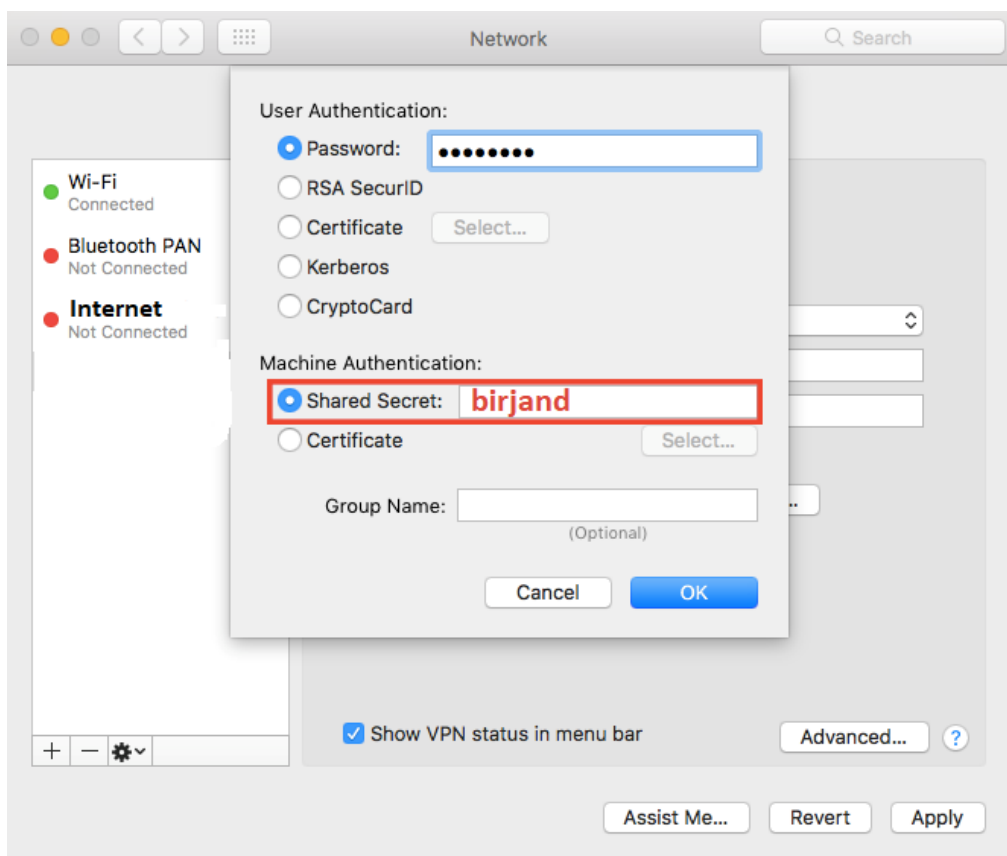 Network
Search
User Authentication:
Password: ••••••••
RSA SecurID
Certificate Select...
Kerberos
CryptoCard
Machine Authentication:
Shared Secret: birjand
Certificate Select...
Group Name:
(Optional)
Cancel OK
Wi-Fi
Connected
Bluetooth PAN
Not Connected
Internet
Not Connected
..
Show VPN status in menu bar
Advanced... ?
Assist Me... Revert Apply